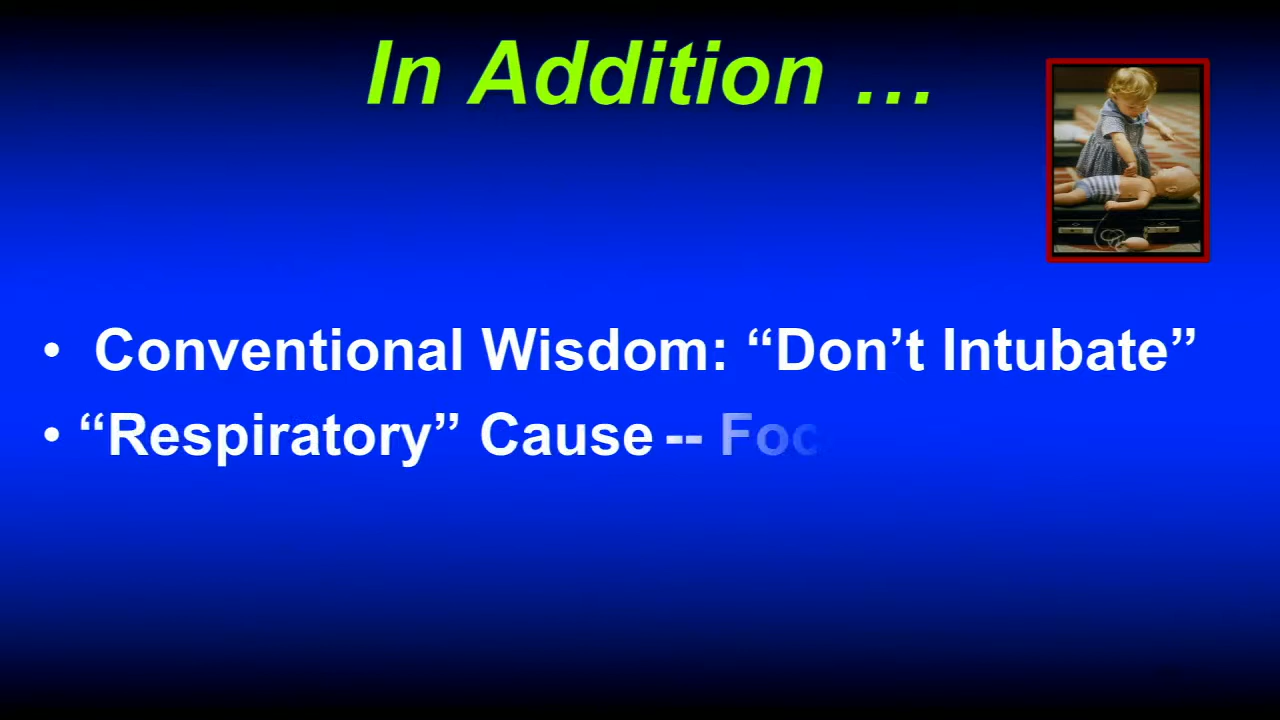 In Addition …
• Conventional Wisdom: “Don’t Intubate”
• “Respiratory” Cause --